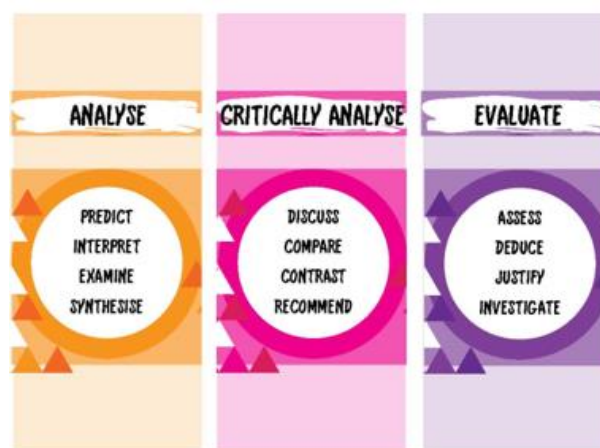 ANALYSE
PREDICT
INTERPRET
EXAMINE
SYNTHESISE
CRITICALLY ANALYSE
DISCUSS
COMPARE
CONTRAST
RECOMMEND
EVALUATE
ASSESS
DEDUCE
JUSTIFY
INVESTIGATE